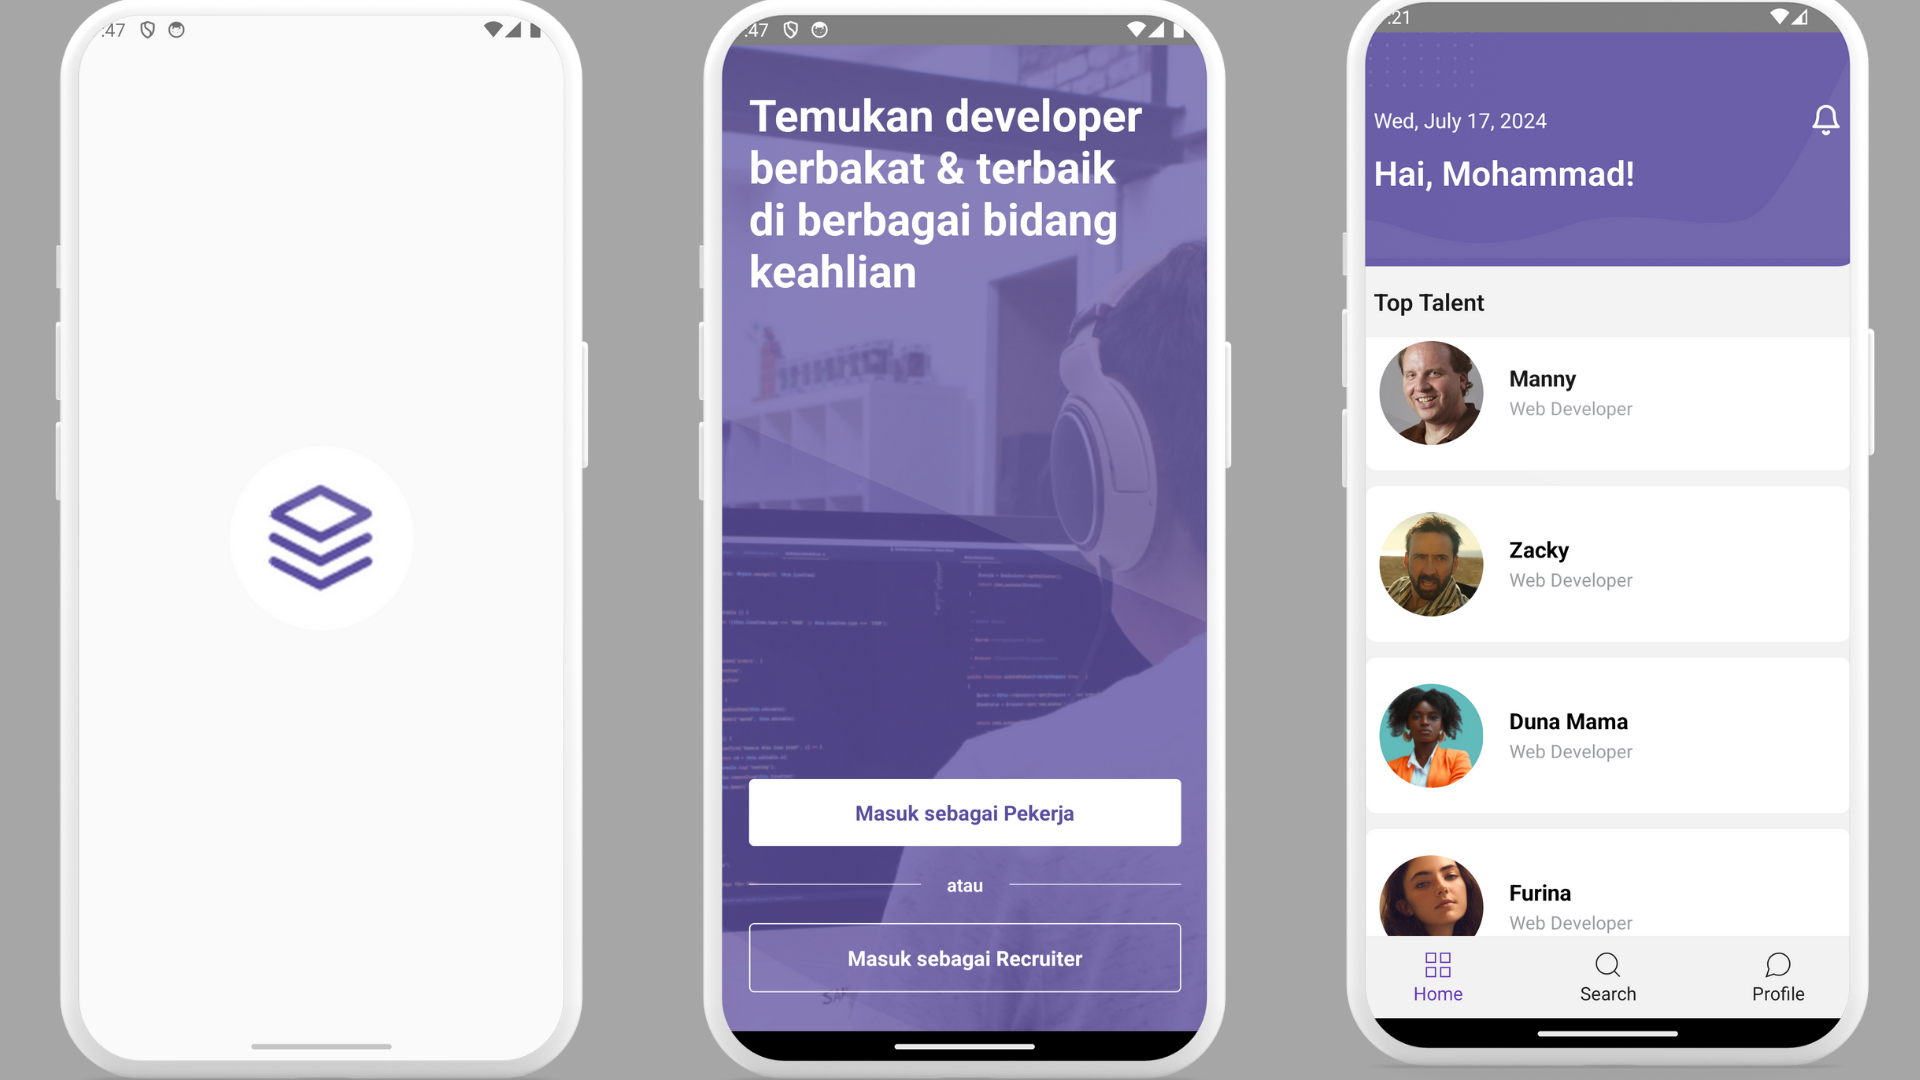 :47
:47
Temukan developer
berbakat & terbaik
di berbagai bidang
keahlian
Masuk sebagai Pekerja
atau
Masuk sebagai Recruiter
:21
Wed, July 17, 2024
Hai, Mohammad!
Top Talent
Manny
Web Developer
Zacky
Web Developer
Duna Mama
Web Developer
Furina
Web Developer
Home
Search
Profile